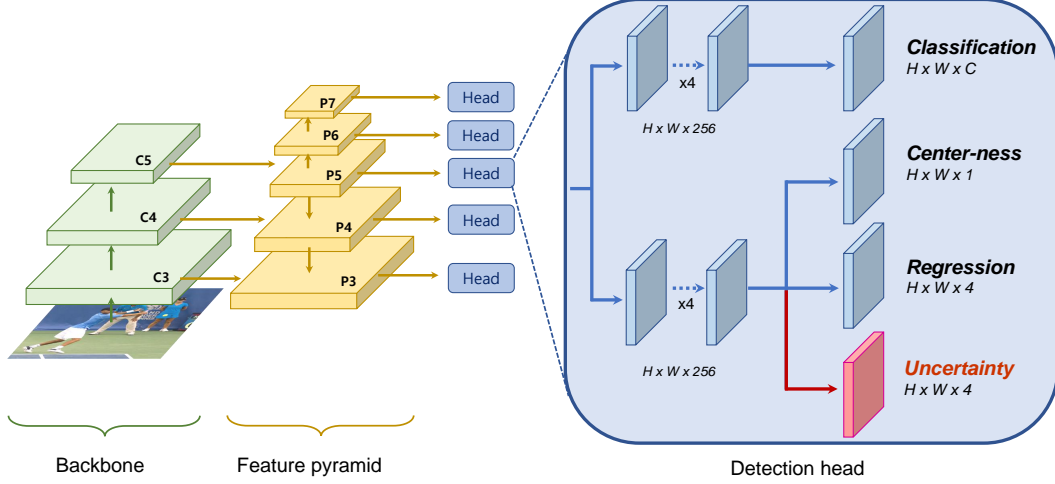 C5
C4
C3
P7
P6
P5
P4
P3
Head
Head
Head
Head
Head
x4
H x W x 256
x4
H x W x 256
Classification
H x W x C
Center-ness
H x W x 1
Regression
H x W x 4
Uncertainty
H x W x 4
Backbone
Feature pyramid
Detection head